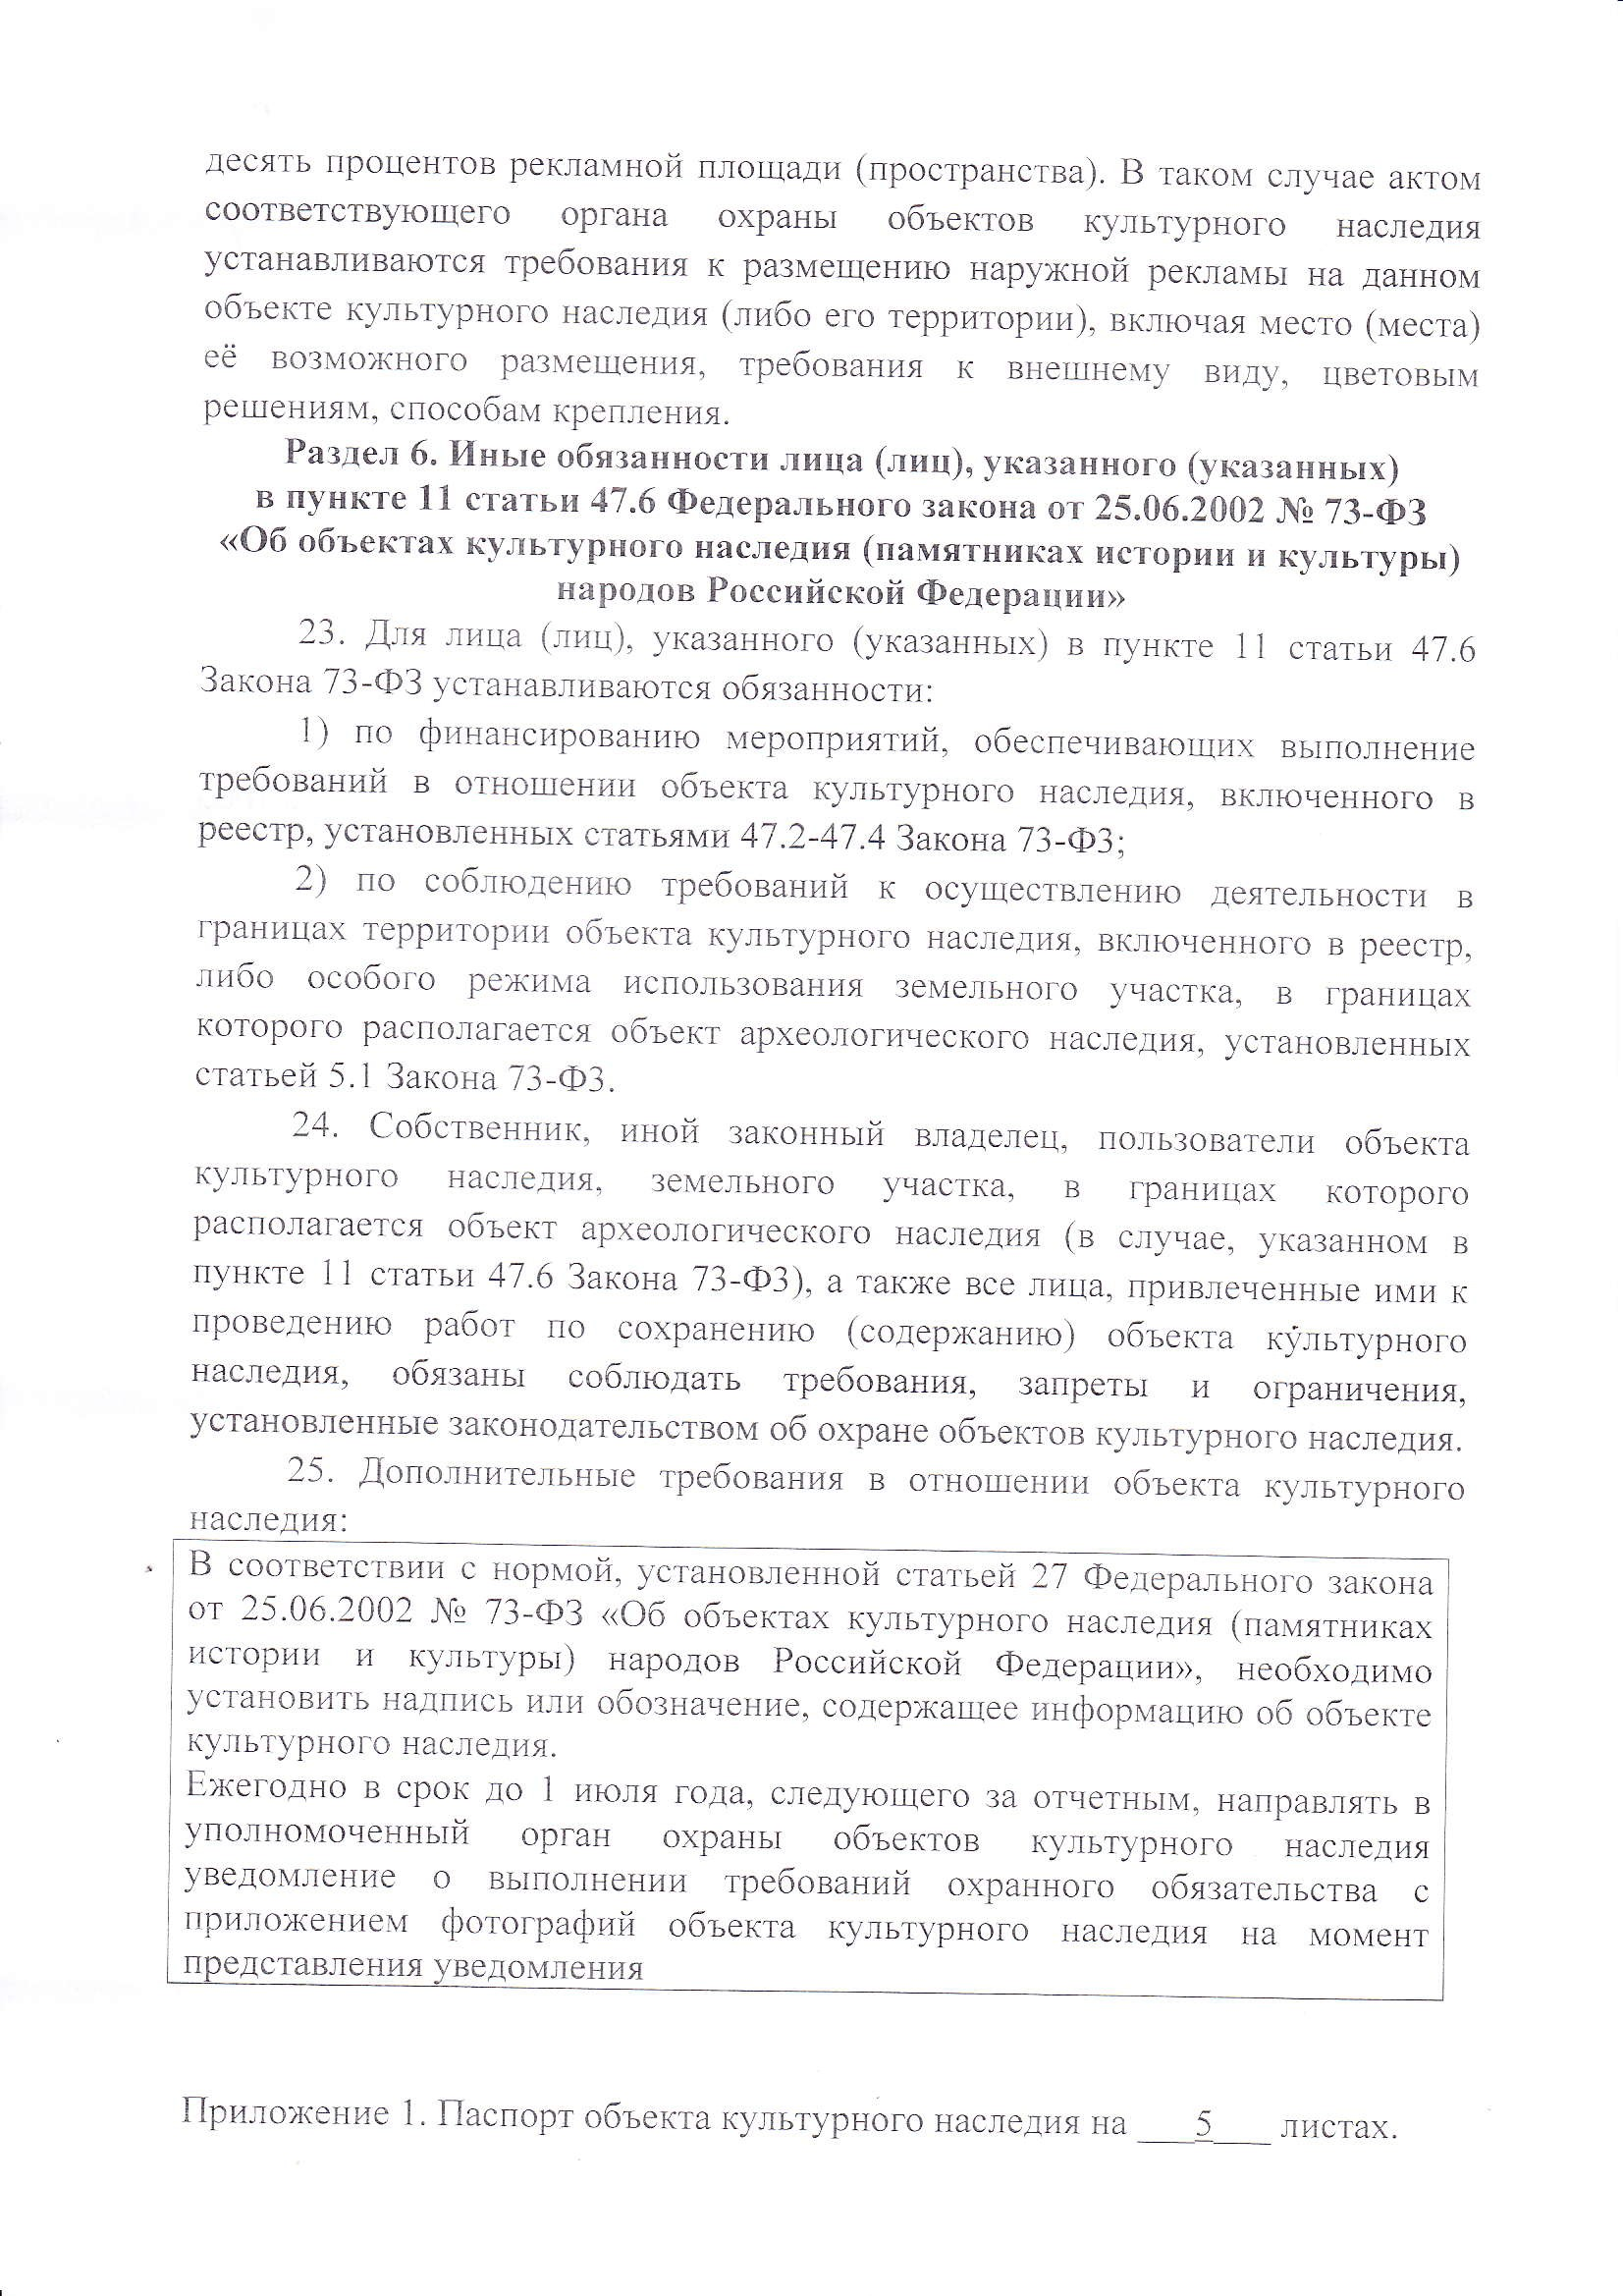 десять процентов рекламной площади (пространства). В таком случае актом
соответствующего органа охраны объектов культурного наследия
устанавливаются требования к размещению наружной рекламы на данном
объекте культурного наследия (либо его территории), включая место (места)
её возможного размещения, требования к внешнему виду, цветовым
решениям, способам крепления.
Раздел 6. Иные обязанности лица (лиц), указанного (указанных)
в пункте 11 статьи 47.6 Федерального закона от 25.06.2002 № 73-ФЗ
«Об объектах культурного наследия (памятниках истории и культуры)
народов Российской Федерации»
23. Для лица (лиц), указанного (указанных) в пункте 11 статьи 47.6
Закона 73-ФЗ устанавливаются обязанности:
1) по финансированию мероприятий, обеспечивающих выполнение
требований в отношении объекта культурного наследия, включенного в
реестр, установленных статьями 47.2-47.4 Закона 73-ФЗ;
2) по соблюдению требований к осуществлению деятельности в
границах территории объекта культурного наследия, включенного в реестр,
либо особого режима использования земельного участка, в границах
которого располагается объект археологического наследия, установленных
статьей 5.1 Закона 73-ФЗ.
24. Собственник, иной законный владелец, пользователи объекта
культурного наследия, земельного участка, в границах которого
располагается объект археологического наследия (в случае, указанном в
пункте 11 статьи 47.6 Закона 73-ФЗ), а также все лица, привлеченные ими к
проведению работ по сохранению (содержанию) объекта культурного
наследия, обязаны соблюдать требования, запреты и ограничения,
установленные законодательством об охране объектов культурного наследия.
25. Дополнительные требования в отношении объекта культурного
наследия:
В соответствии с нормой, установленной статьей 27 Федерального закона
от 25.06.2002 № 73-ФЗ «Об объектах культурного наследия (памятниках
истории и культуры) народов Российской Федерации», необходимо
установить надпись или обозначение, содержащее информацию об объекте
культурного наследия.
Ежегодно в срок до 1 июля года, следующего за отчетным, направлять в
уполномоченный орган охраны объектов культурного наследия
уведомление о выполнении требований охранного обязательства с
приложением фотографий объекта культурного наследия на момент
представления уведомления
Приложение 1. Паспорт объекта культурного наследия на ___5___ листах.